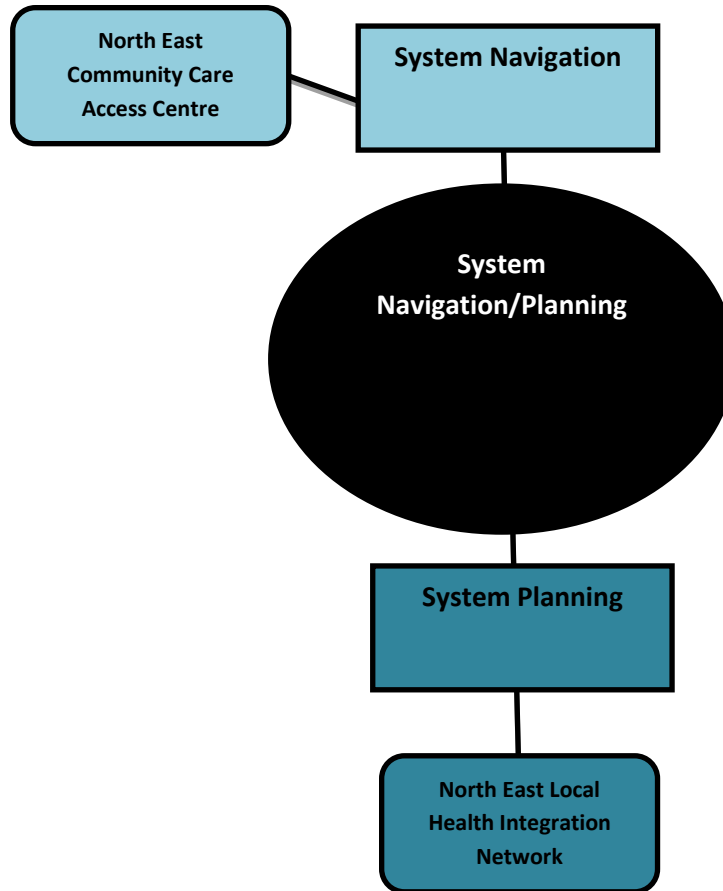 North East
Community Care
Access Centre
System Navigation
System
Navigation/Planning
System Planning
North East Local
Health Integration
Network